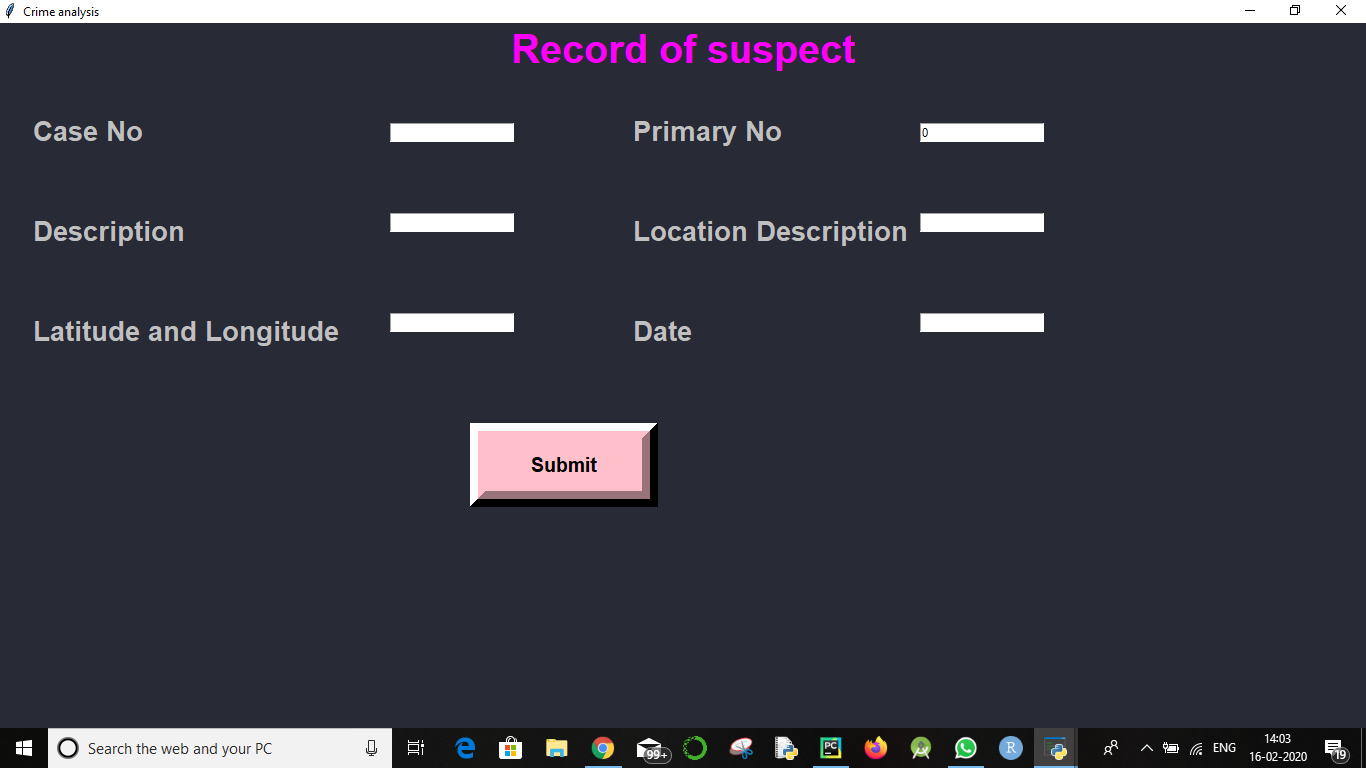 Crime analysis
Record of suspect
Case No
Primary No
0
Description
Location Description
Latitude and Longitude
Date
Submit
Search the web and your PC
99+
PC
R
ENG
14:03
16-02-2020
19